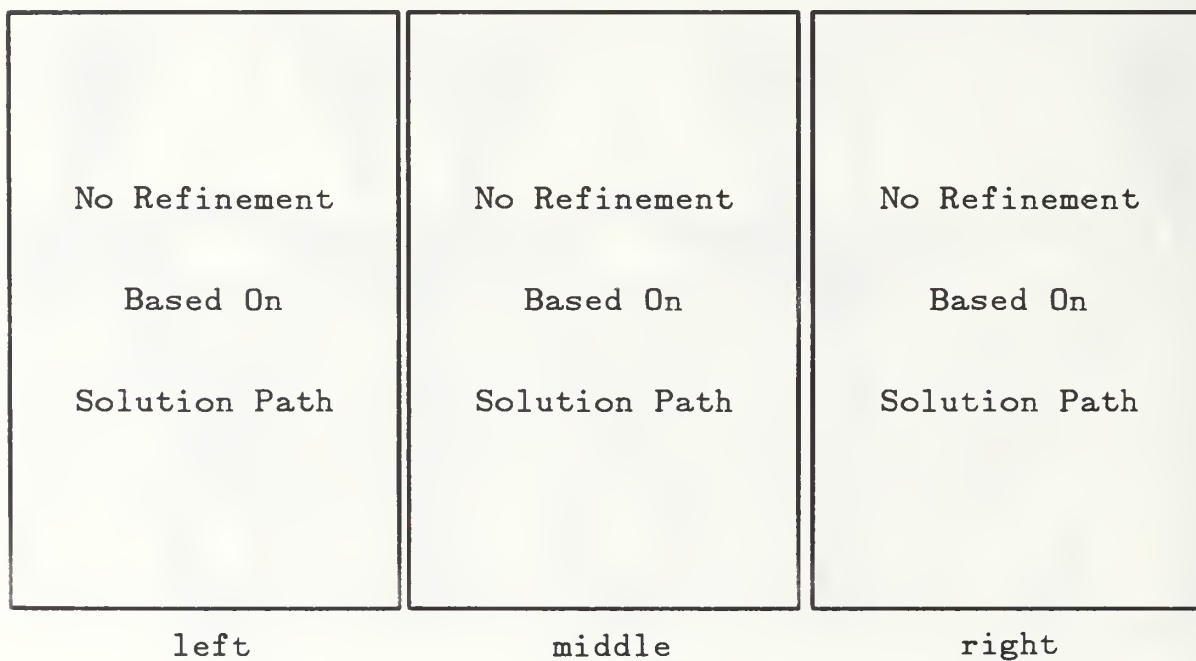 No Refinement
Based On
Solution Path
left
No Refinement
Based On
Solution Path
middle
No Refinement
Based On
Solution Path
right